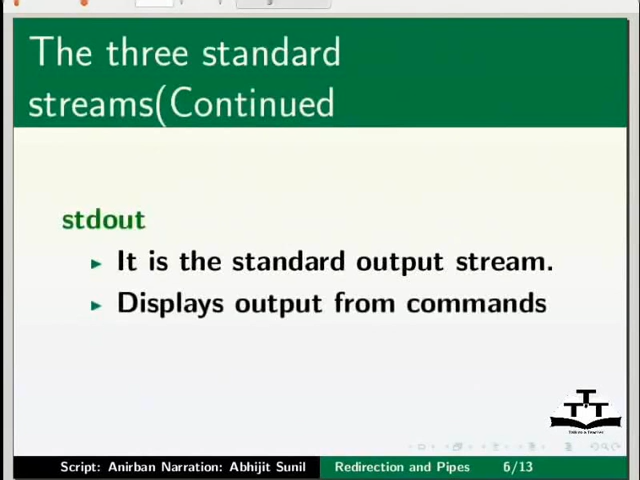 The three standard
streams(Continued
stdout
It is the standard output stream.
Displays output from commands
TTT
Script: Anirban Narration: Abhijit Sunil Redirection and Pipes 6/13